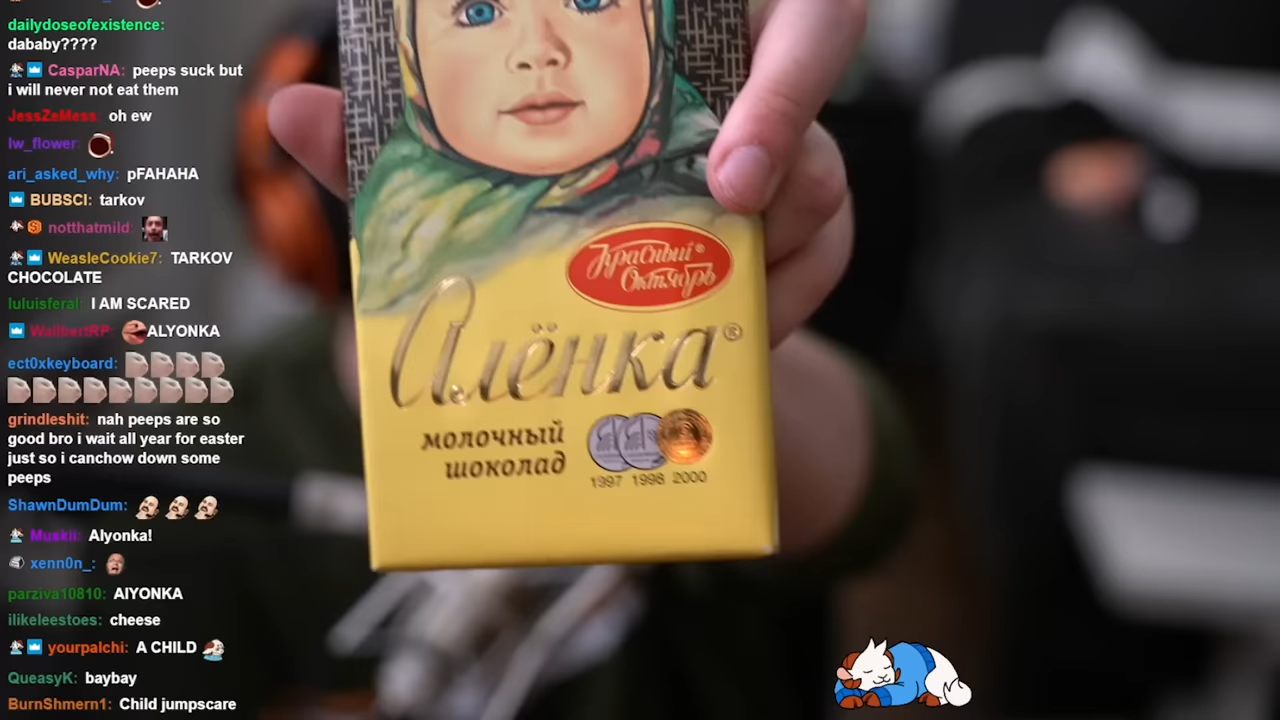 dailydoseofexistence:
dababy????
CasparNA: peeps suck but
i will never not eat them
JessZeMess: oh ew
lw_flower:
ari_asked_why: pFAHAHA
BUBSCI: tarkov
notthatmild:
WeasleCookie7: TARKOV
CHOCOLATE
luluisferal: I AM SCARED
WallbertRP: ALYONKA
ect0xkeyboard:
grindleshit: nah peeps are so
good bro i wait all year for easter
just so i canchow down some
peeps
ShawnDumDum:
Muskii: Alyonka!
xenn0n_:
parziva10810: AlYONKA
ilikeleestoes: cheese
yourpalchi: A CHILD
QueasyK: baybay
BurnShmern1: Child jumpscare
Красный®
Октябрь
Алёнка®
молочный
шоколад
1997 1998 2000